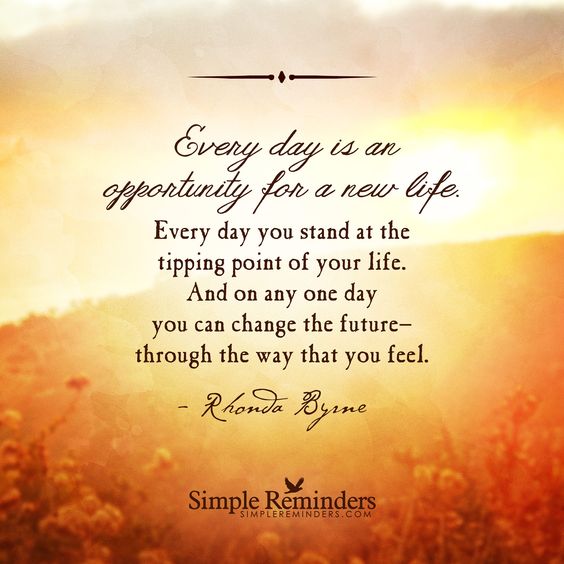 Every day is an
opportunity for a new life.
Every day you stand at the
tipping point of your life.
And on any one day
you can change the future—
through the way that you feel.
- Rhonda Byrne
Simple Reminders
SIMPLEREMINDERS.COM